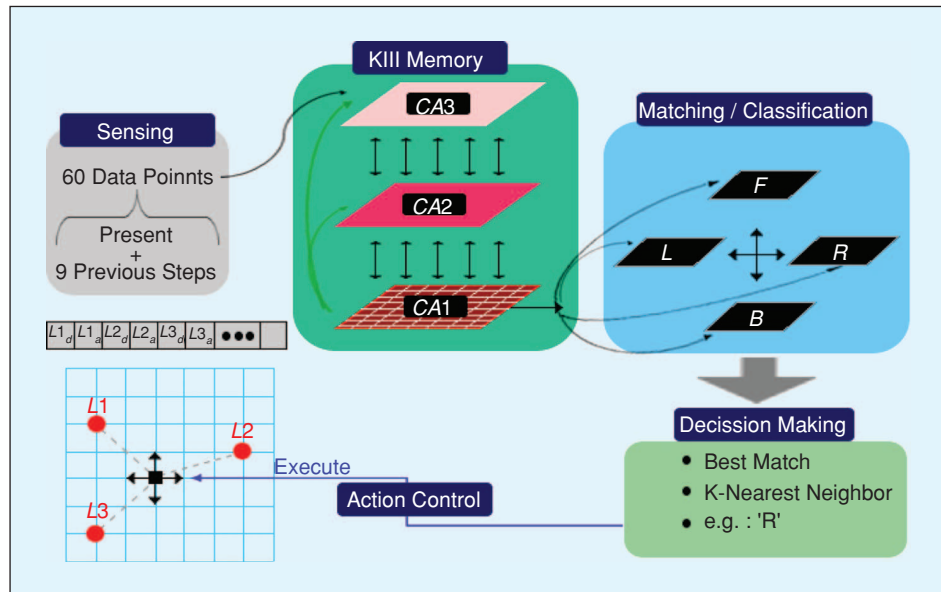 KIII Memory
CA3
CA2
CA1
Sensing
60 Data Poinnts
Present
+
9 Previous Steps
Matching / Classification
F
L
R
B
L1d L1a L2d L2a L3d L3a •••
L1
L2
L3
Execute
Action Control
Decission Making
• Best Match
• K-Nearest Neighbor
• e.g. : 'R'